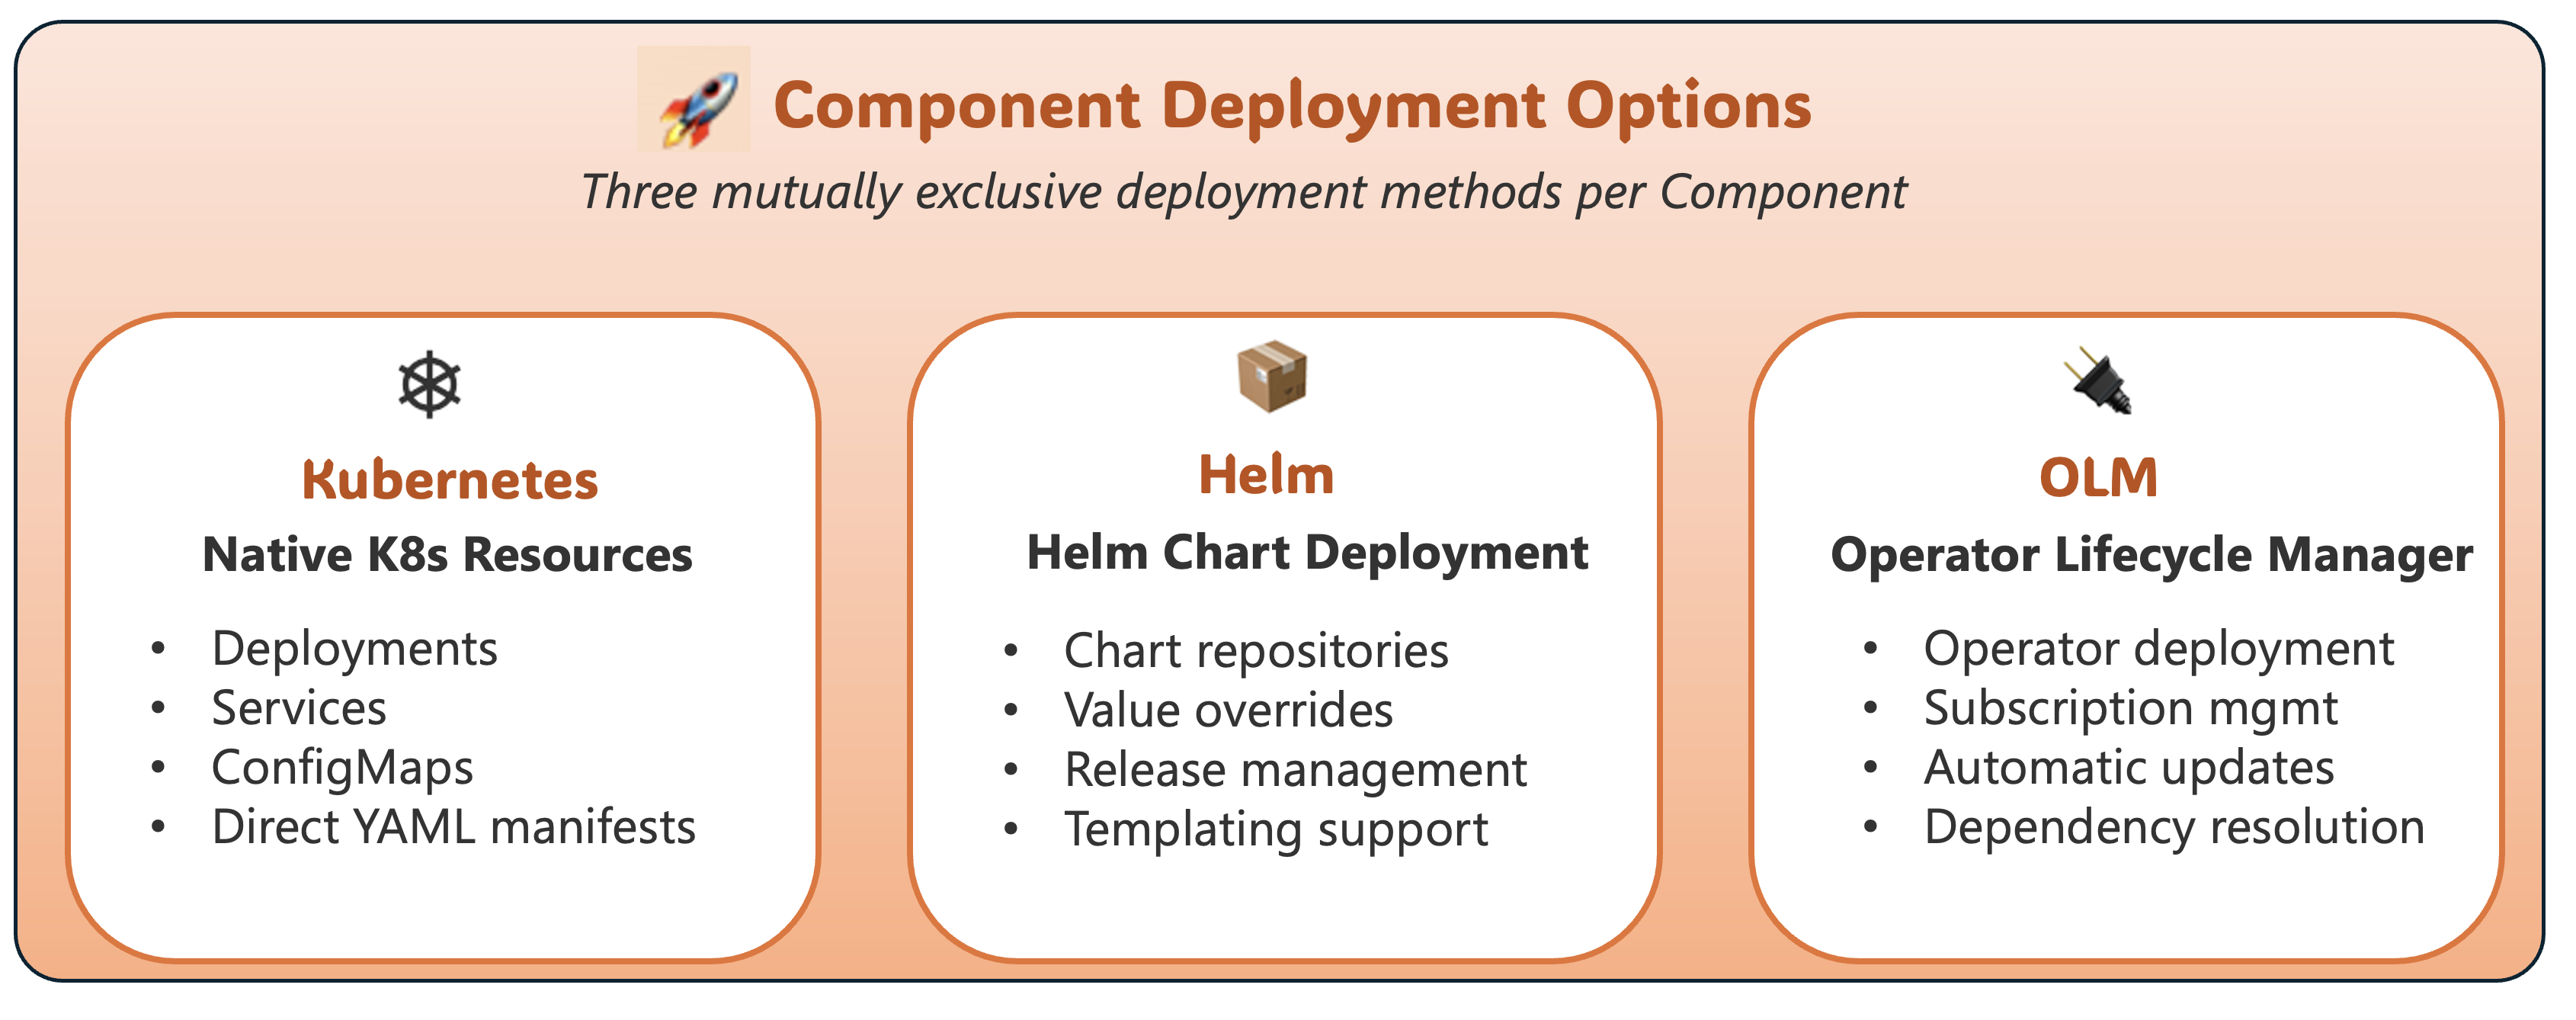 Component Deployment Options
Three mutually exclusive deployment methods per Component
Kubernetes
Native K8s Resources
• Deployments
• Services
• ConfigMaps
• Direct YAML manifests
Helm
Helm Chart Deployment
• Chart repositories
• Value overrides
• Release management
• Templating support
OLM
Operator Lifecycle Manager
• Operator deployment
• Subscription mgmt
• Automatic updates
• Dependency resolution